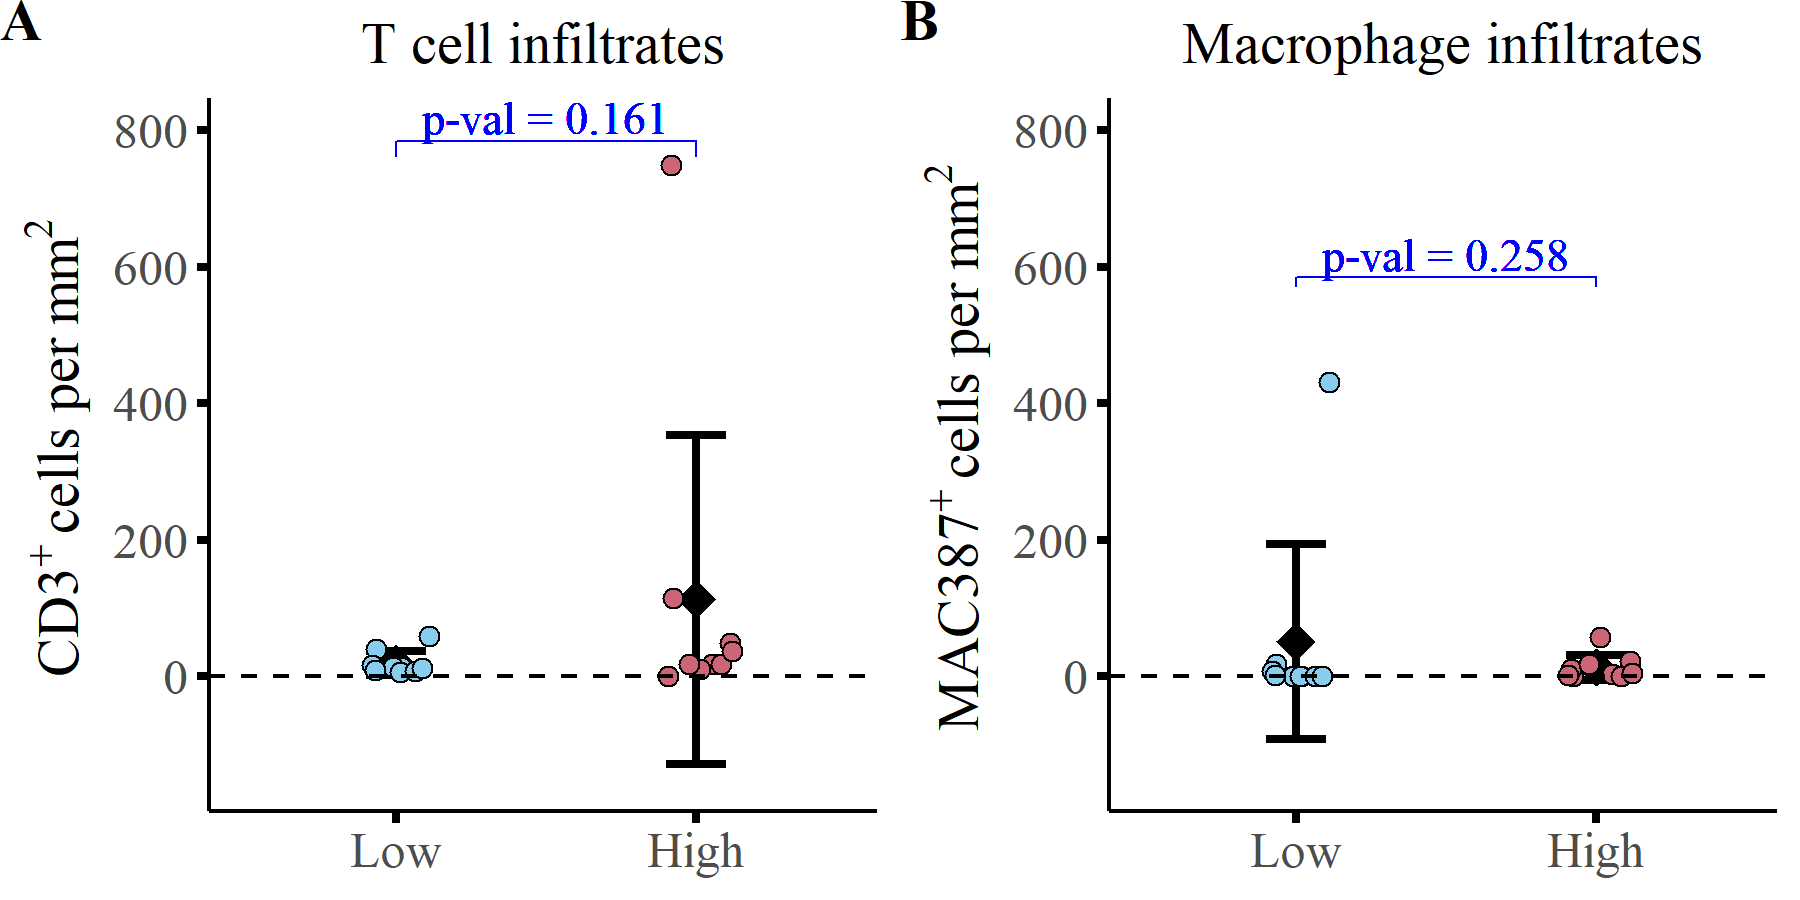 A
T cell infiltrates
p-val = 0.161
800
600
400
200
0
CD3⁺ cells per mm²
Low
High
B
Macrophage infiltrates
p-val = 0.258
800
600
400
200
0
MAC387⁺ cells per mm²
Low
High